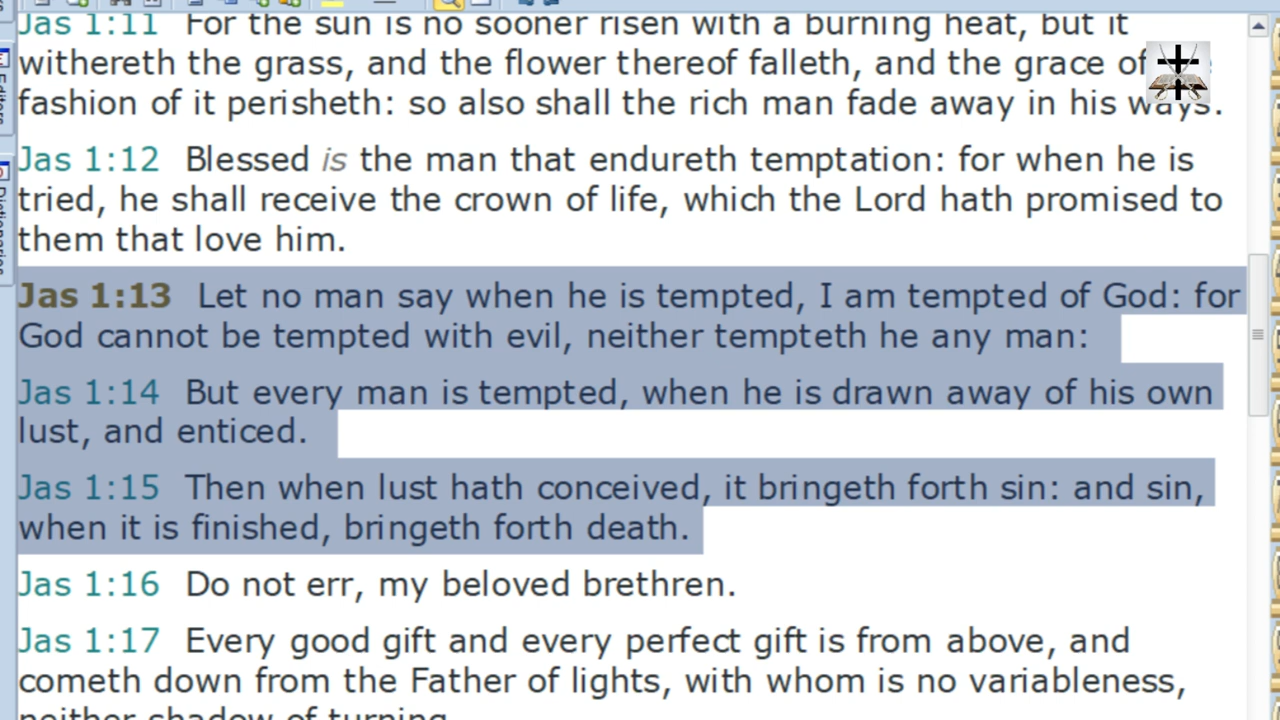 Jas 1:11 For the sun is no sooner risen with a burning heat, but it
withereth the grass, and the flower thereof falleth, and the grace of
fashion of it perisheth: so also shall the rich man fade away in his ways.
Jas 1:12 Blessed is the man that endureth temptation: for when he is
tried, he shall receive the crown of life, which the Lord hath promised to
them that love him.
Jas 1:13 Let no man say when he is tempted, I am tempted of God: for
God cannot be tempted with evil, neither tempteth he any man:
Jas 1:14 But every man is tempted, when he is drawn away of his own
lust, and enticed.
Jas 1:15 Then when lust hath conceived, it bringeth forth sin: and sin,
when it is finished, bringeth forth death.
Jas 1:16 Do not err, my beloved brethren.
Jas 1:17 Every good gift and every perfect gift is from above, and
cometh down from the Father of lights, with whom is no variableness,
neither shadow of turning.
Editors
Dictionaries